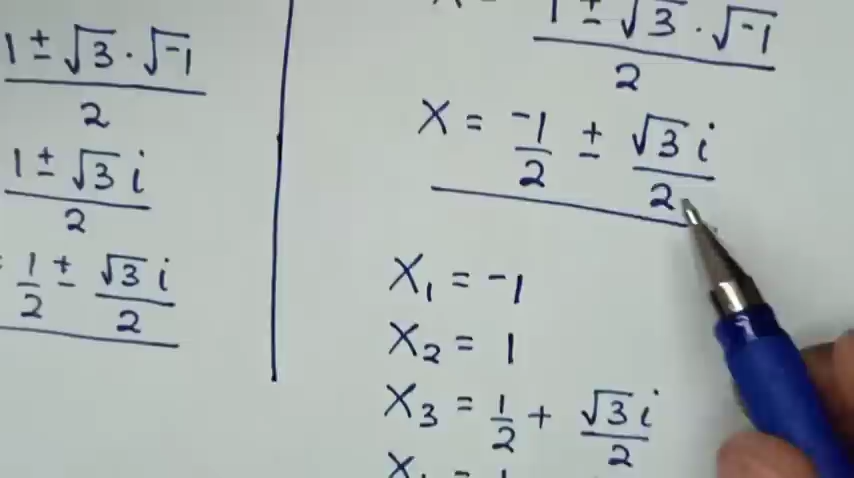 1 ± √3 · √-1
2
1 ± √3 i
2
1/2 ± √3 i/2
1 ± √3 · √-1
2
X = -1/2 ± √3 i/2
X₁ = -1
X₂ = 1
X₃ = 1/2 + √3 i/2